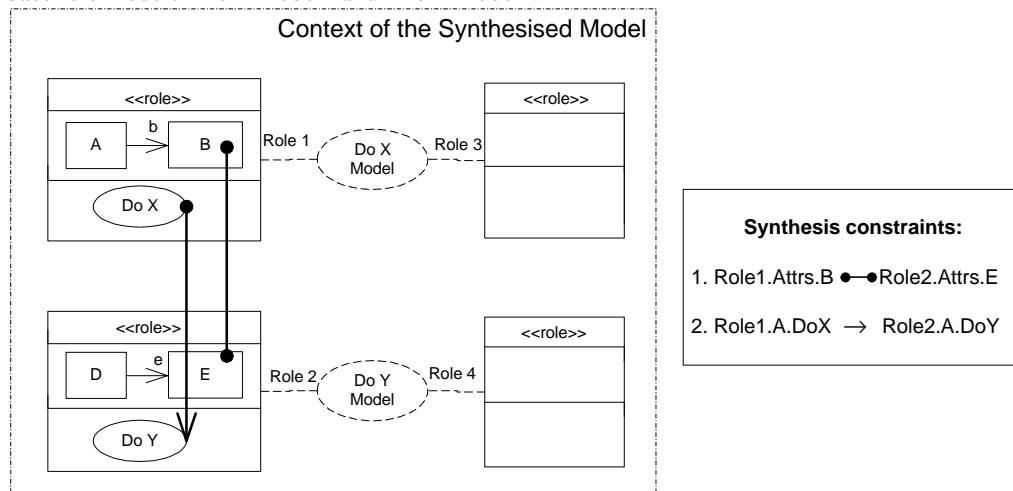 Context of the Synthesised Model
<<role>>
A
b
B
Do X
Role 1
Do X
Model
Role 3
<<role>>
<<role>>
D
e
E
Do Y
Role 2
Do Y
Model
Role 4
<<role>>
Synthesis constraints:
1. Role1.Attrs.B Role2.Attrs.E
2. Role1.A.DoX → Role2.A.DoY